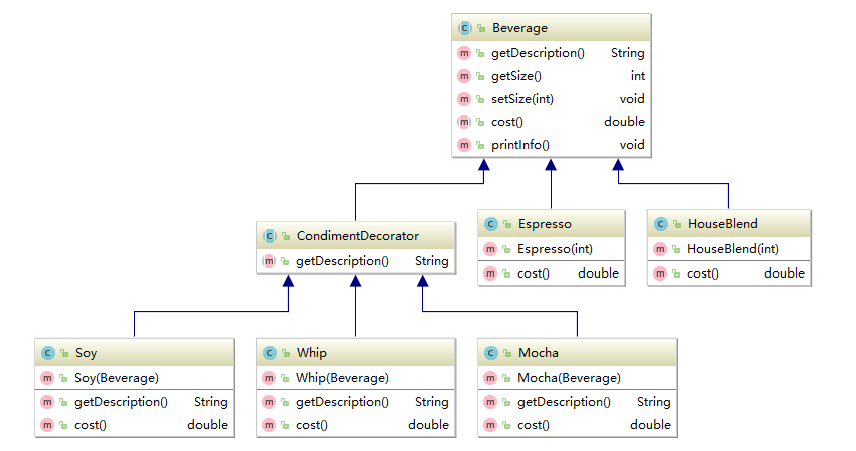 Beverage
getDescription() String
getSize() int
setSize(int) void
cost() double
printInfo() void
CondimentDecorator
getDescription() String
Espresso
Espresso(int)
cost() double
HouseBlend
HouseBlend(int)
cost() double
Soy
Soy(Beverage)
getDescription() String
cost() double
Whip
Whip(Beverage)
getDescription() String
cost() double
Mocha
Mocha(Beverage)
getDescription() String
cost() double